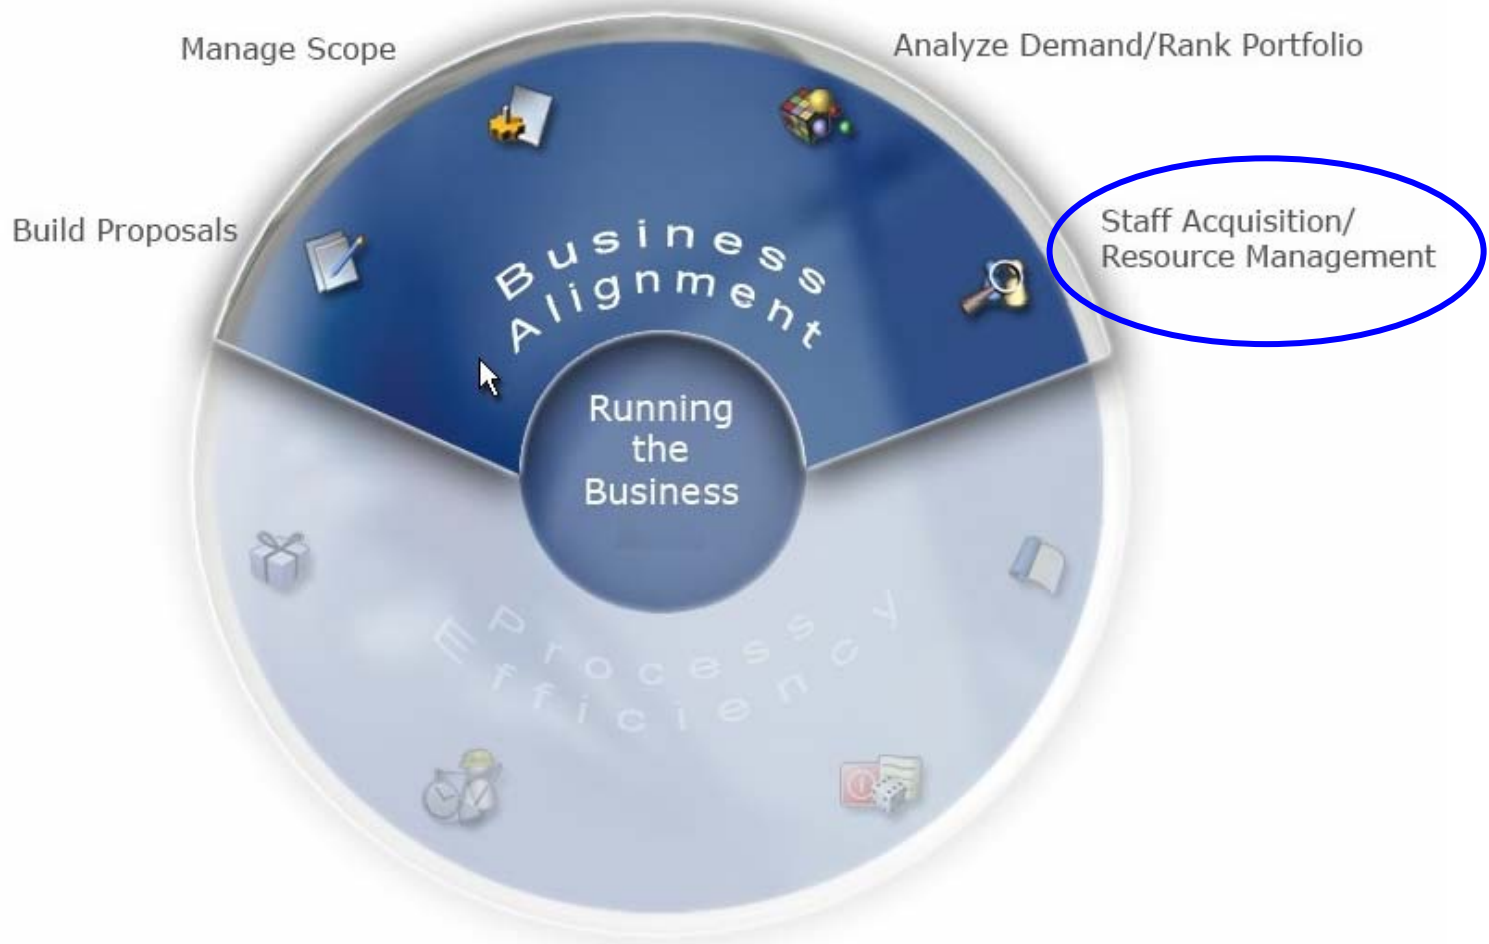 Manage Scope
Analyze Demand/Rank Portfolio
Build Proposals
Staff Acquisition/
Resource Management
Business
Alignment
Running
the
Business
Process
Efficiency